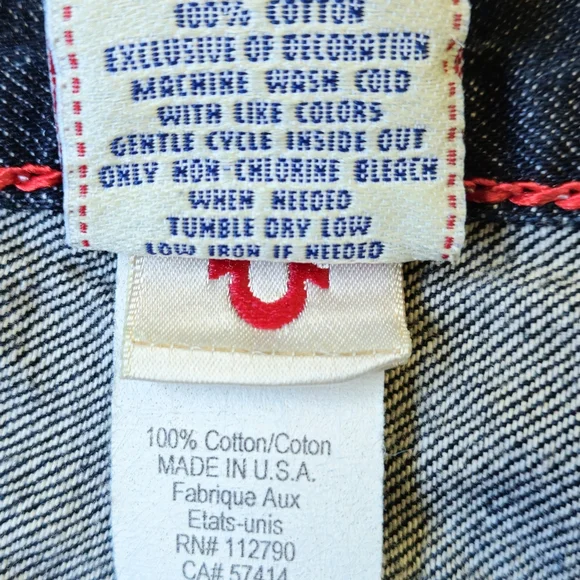 100% COTTON
EXCLUSIVE OF DECORATION
MACHINE WASH COLD
WITH LIKE COLORS
GENTLE CYCLE INSIDE OUT
ONLY NON-CHLORINE BLEACH
WHEN NEEDED
TUMBLE DRY LOW
LOW IRON IF NEEDED
100% Cotton/Coton
MADE IN U.S.A.
Fabrique Aux
Etats-unis
RN# 112790
CA# 57414